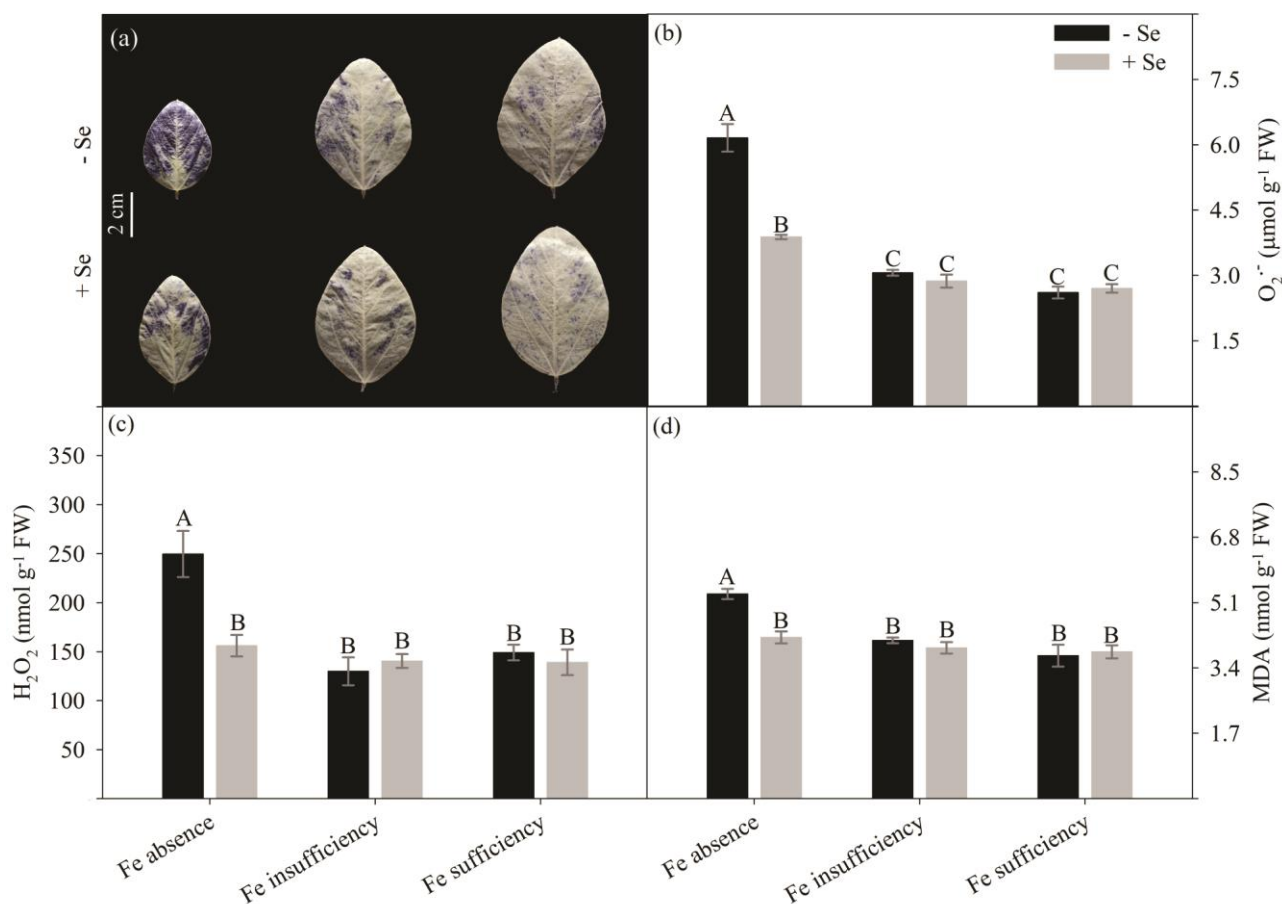 (a)
- Se
+ Se
2 cm
(b)
- Se
+ Se
A
B
C
C
C
C
7.5
6.0
4.5
3.0
1.5
O₂·⁻ (µmol g⁻¹ FW)
(c)
350
300
250
200
150
100
50
H₂O₂ (nmol g⁻¹ FW)
A
B
B
B
B
B
Fe absence
Fe insufficiency
Fe sufficiency
(d)
A
B
B
B
B
B
8.5
6.8
5.1
3.4
1.7
MDA (nmol g⁻¹ FW)
Fe absence
Fe insufficiency
Fe sufficiency